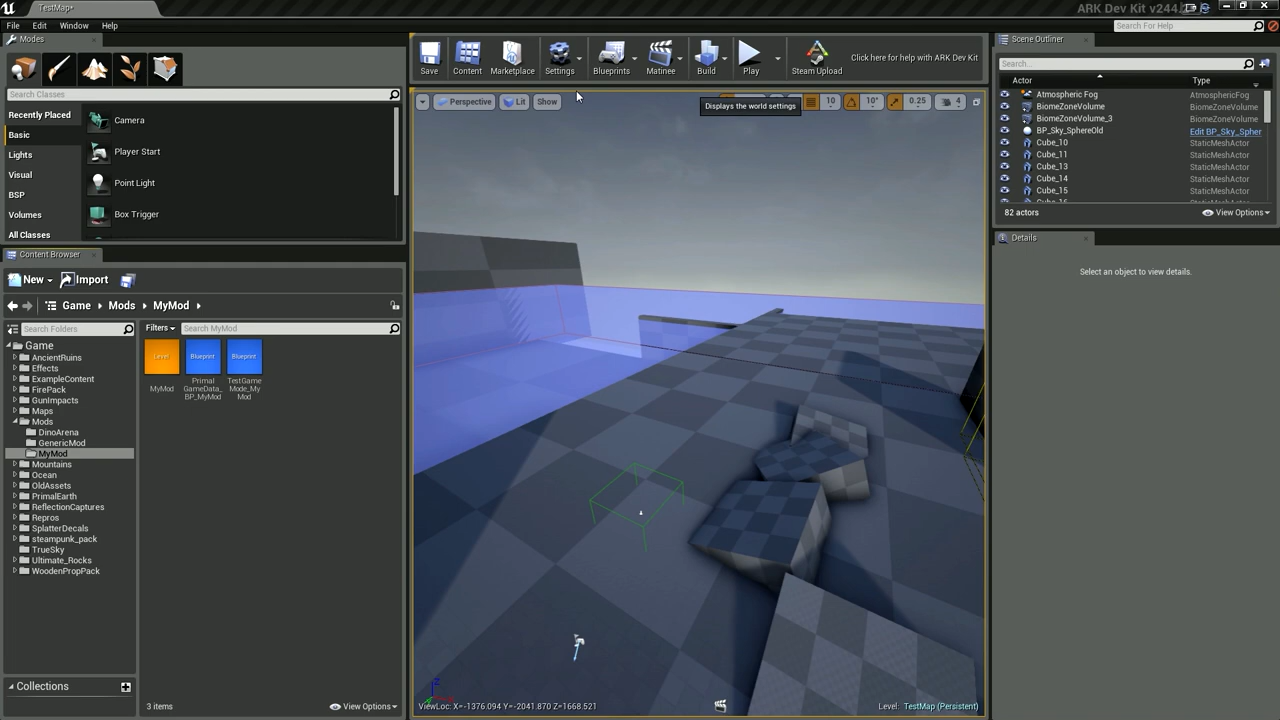 TestMap*
ARK Dev Kit v244.
File Edit Window Help
Search For Help
Modes
Search Classes
Recently Placed
Basic
Lights
Visual
BSP
Volumes
All Classes
Camera
Player Start
Point Light
Box Trigger
Content Browser
New Import
Game Mods MyMod
Search Folders
Filters Search MyMod
Game
AncientRuins
Effects
ExampleContent
FirePack
GunImpacts
Maps
Mods
DinoArena
GenericMod
MyMod
Mountains
Ocean
OldAssets
PrimalEarth
ReflectionCaptures
Repros
SplatterDecals
steampunk_pack
TrueSky
Ultimate_Rocks
WoodenPropPack
Level
MyMod
Blueprint
Primal
GameData_
BP_MyMod
Blueprint
TestGame
Mode_My
Mod
Collections
3 items View Options
Save Content Marketplace Settings Blueprints Matinee Build Play Steam Upload Click here for help with ARK Dev Kit
Perspective Lit Show 10 10° 0.25 4
Displays the world settings
ViewLoc: X=-1376.094 Y=-2041.870 Z=1668.521
Level: TestMap (Persistent)
Scene Outliner
Search...
Actor Type
Atmospheric Fog AtmosphericFog
BiomeZoneVolume BiomeZoneVolume
BiomeZoneVolume_3 BiomeZoneVolume
BP_Sky_SphereOld Edit BP_Sky_Spher
Cube_10 StaticMeshActor
Cube_11 StaticMeshActor
Cube_13 StaticMeshActor
Cube_14 StaticMeshActor
Cube_15 StaticMeshActor
82 actors View Options
Details
Select an object to view details.